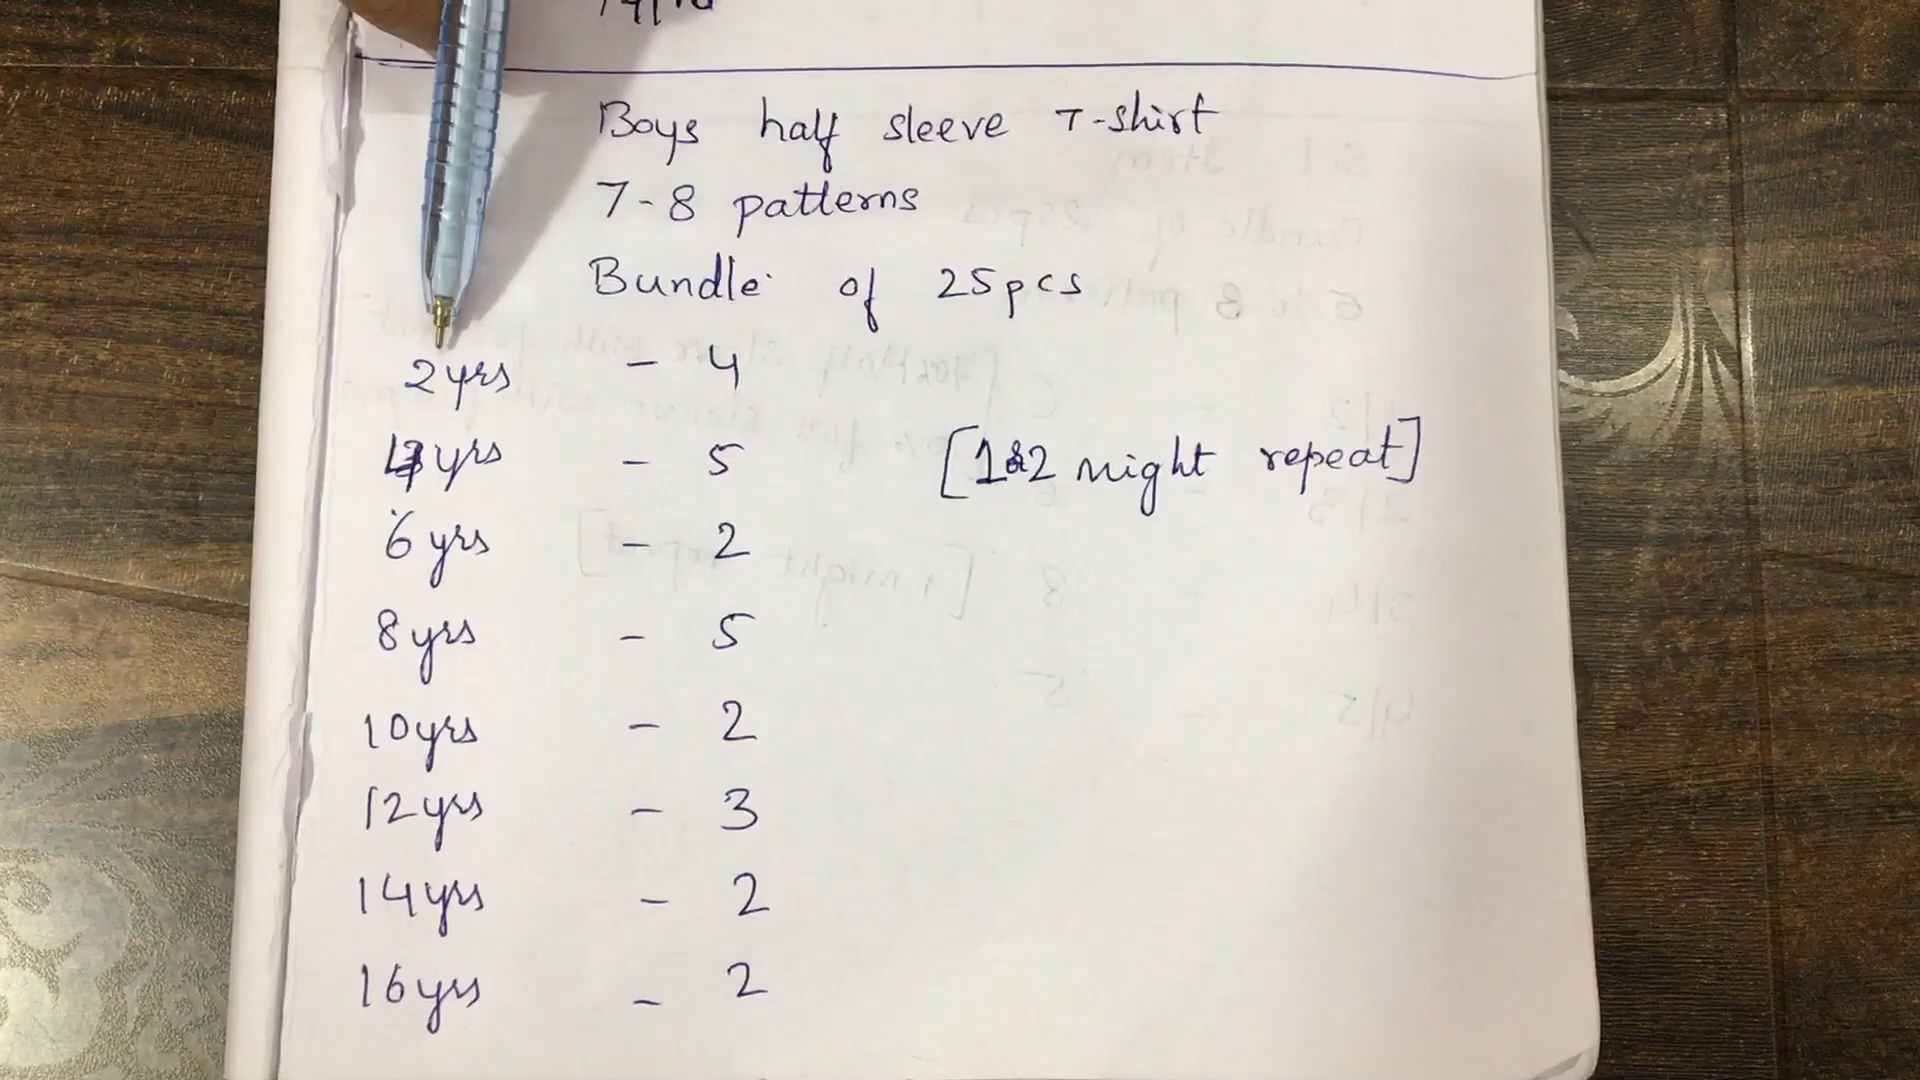 Boys half sleeve T-shirt
7-8 patterns
Bundle of 25pcs
2yrs - 4
4yrs - 5 [1&2 might repeat]
6yrs - 2
8yrs - 5
10yrs - 2
12yrs - 3
14yrs - 2
16yrs - 2